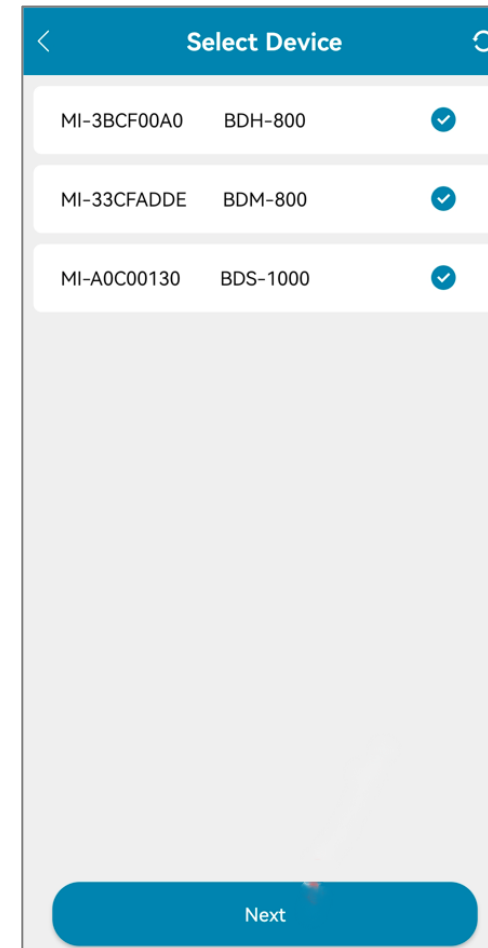 Select Device
MI-3BCF00A0 BDH-800
MI-33CFADDE BDM-800
MI-A0C00130 BDS-1000
Next